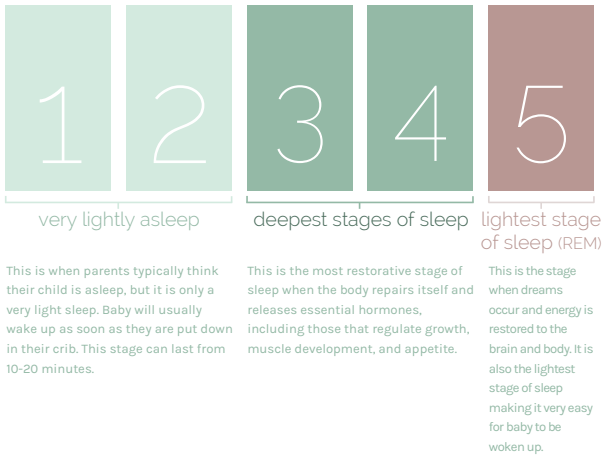 1 2 3 4 5
very lightly asleep
This is when parents typically think
their child is asleep, but it is only a
very light sleep. Baby will usually
wake up as soon as they are put down
in their crib. This stage can last from
10-20 minutes.
deepest stages of sleep
This is the most restorative stage of
sleep when the body repairs itself and
releases essential hormones,
including those that regulate growth,
muscle development, and appetite.
lightest stage
of sleep (REM)
This is the stage
when dreams
occur and energy is
restored to the
brain and body. It is
also the lightest
stage of sleep
making it very easy
for baby to be
woken up.